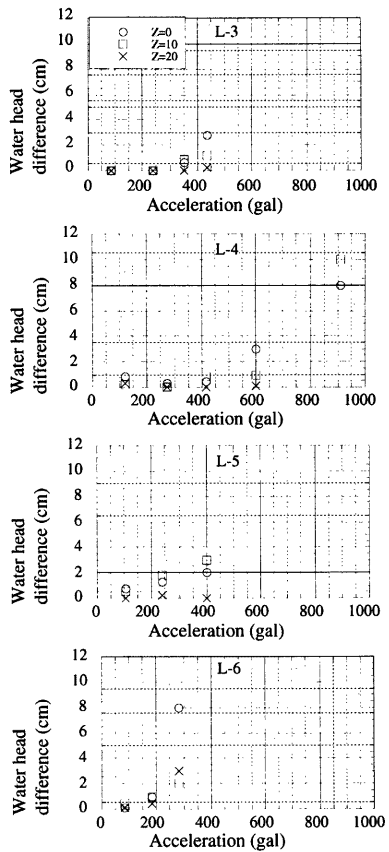 L-3
Z=0
Z=10
Z=20
12
10
8
6
4
2
0
Water head
difference (cm)
0 200 400 600 800 1000
Acceleration (gal)
L-4
12
10
8
6
4
2
0
Water head
difference (cm)
0 200 400 600 800 1000
Acceleration (gal)
L-5
12
10
8
6
4
2
0
Water head
difference (cm)
0 200 400 600 800 1000
Acceleration (gal)
L-6
12
10
8
6
4
2
0
Water head
difference (cm)
0 200 400 600 800 1000
Acceleration (gal)